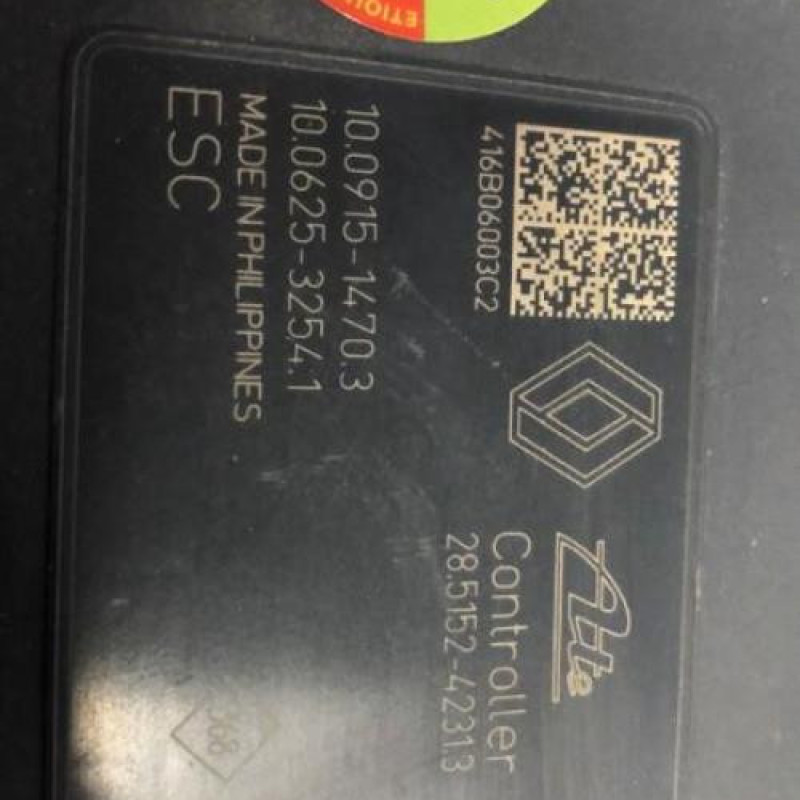 416B06003C2
Ate
Controller
28.5152-4231.3
10.0915-1470.3
10.0625-3254.1
MADE IN PHILIPPINES
ESC
368